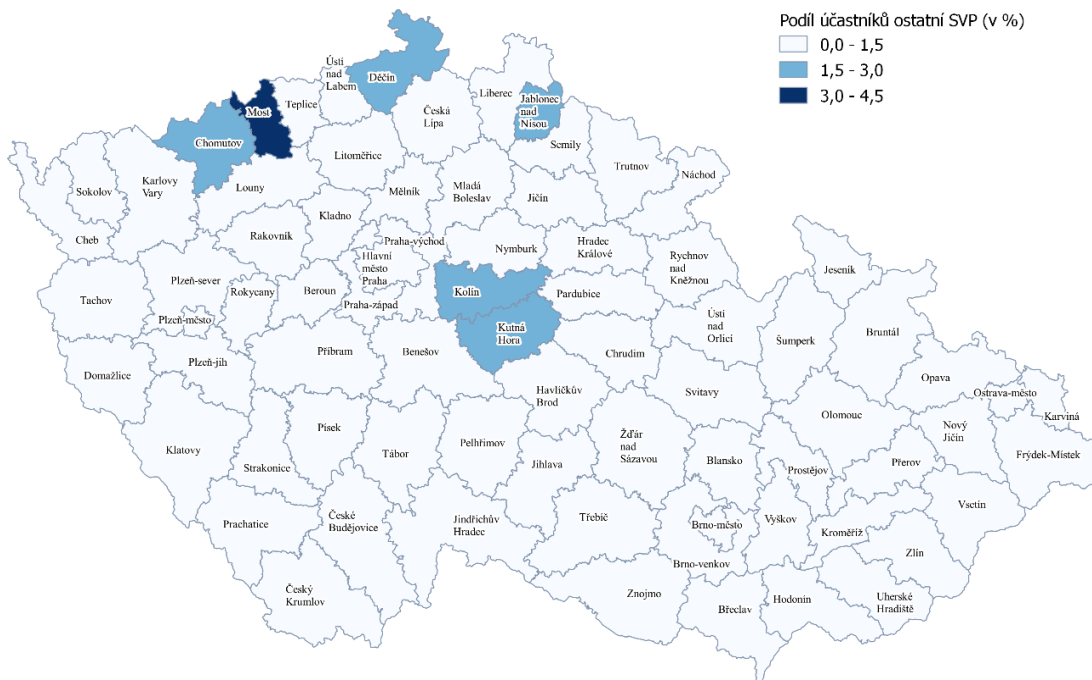 Podíl účastníků ostatní SVP (v %)
0,0 - 1,5
1,5 - 3,0
3,0 - 4,5
Děčín
Ústí
nad
Labem
Teplice
Most
Chomutov
Liberec
Jablonec
nad
Nisou
Česká
Lípa
Semily
Litoměřice
Trutnov
Náchod
Sokolov
Karlovy
Vary
Louny
Mělník
Mladá
Boleslav
Jičín
Cheb
Rakovník
Kladno
Praha-východ
Hlavní
město
Praha
Nymburk
Hradec
Králové
Rychnov
nad
Kněžnou
Jeseník
Tachov
Plzeň-sever
Rokycany
Beroun
Praha-západ
Kolín
Pardubice
Plzeň-město
Kutná
Hora
Ústí
nad
Orlicí
Šumperk
Bruntál
Domažlice
Plzeň-jih
Příbram
Benešov
Chrudim
Opava
Ostrava-město
Karviná
Havlíčkův
Brod
Svitavy
Olomouc
Nový
Jičín
Frýdek-Místek
Klatovy
Písek
Strakonice
Tábor
Pelhřimov
Jihlava
Žďár
nad
Sázavou
Blansko
Prostějov
Přerov
Vsetín
Prachatice
České
Budějovice
Jindřichův
Hradec
Třebíč
Brno-město
Vyškov
Kroměříž
Zlín
Brno-venkov
Český
Krumlov
Znojmo
Břeclav
Hodonín
Uherské
Hradiště